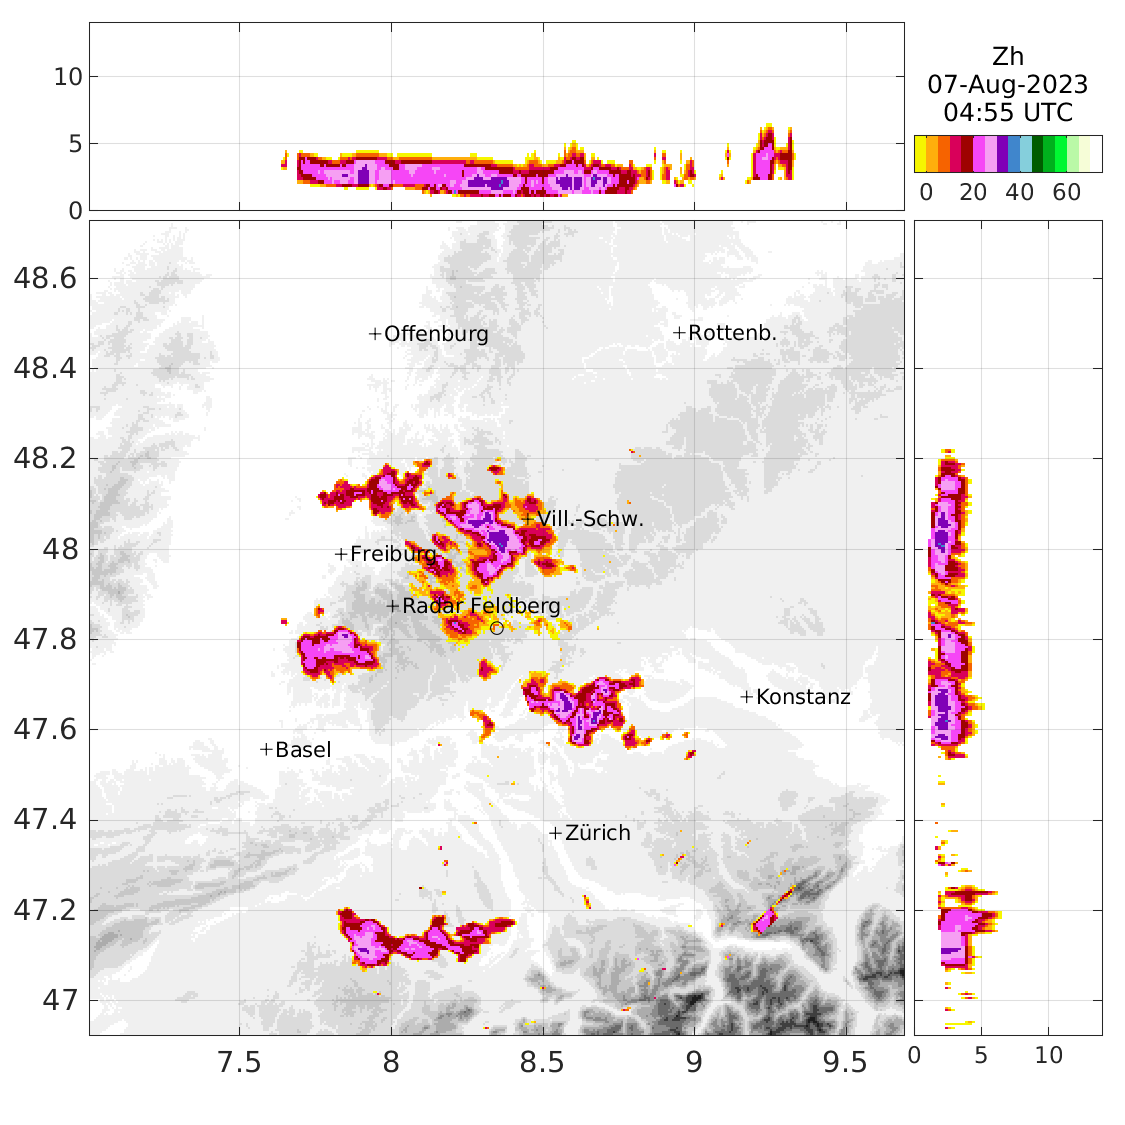 10
5
0
Zh
07-Aug-2023
04:55 UTC
0 20 40 60
48.6
48.4
48.2
48
47.8
47.6
47.4
47.2
47
+Offenburg
+Rottenb.
+Vill.-Schw.
+Freiburg
+Radar Feldberg
+Konstanz
+Basel
+Zürich
7.5 8 8.5 9 9.5
0 5 10